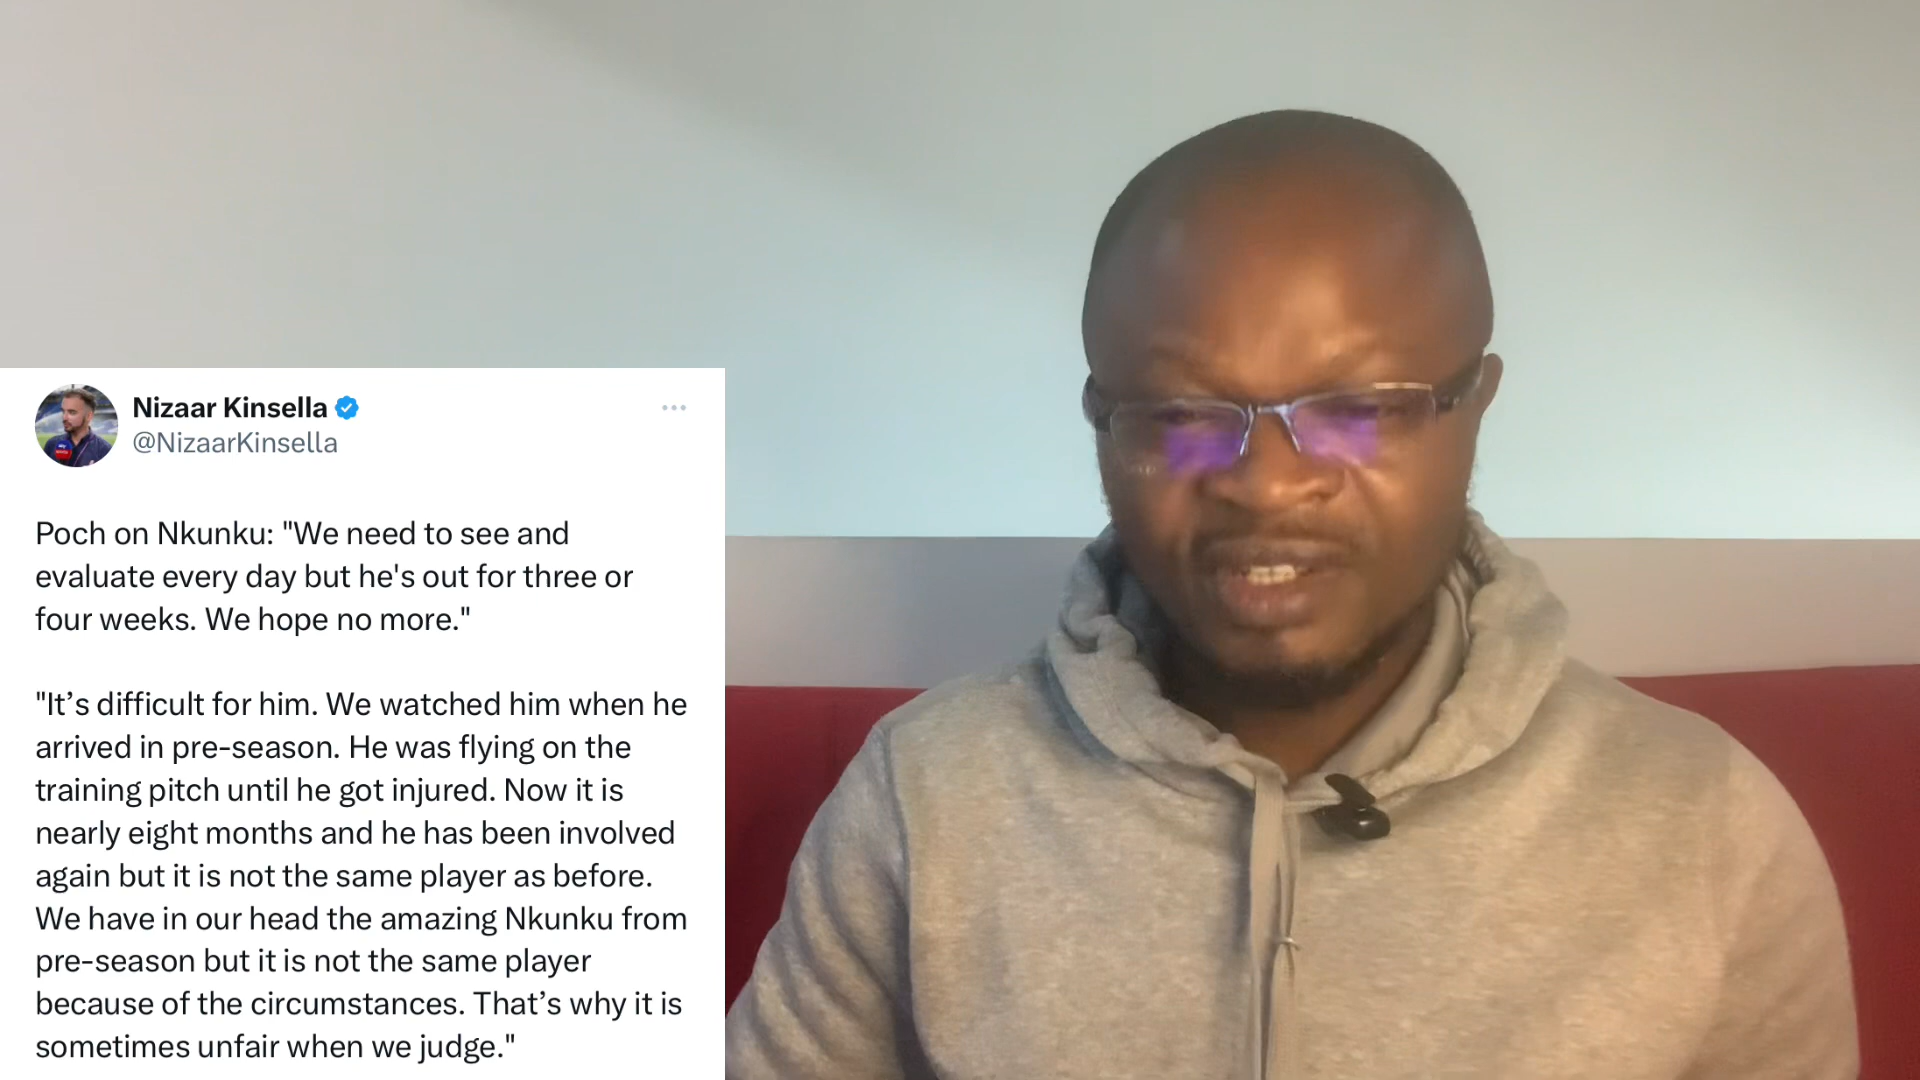 Nizaar Kinsella
@NizaarKinsella
Poch on Nkunku: "We need to see and
evaluate every day but he's out for three or
four weeks. We hope no more."
"It’s difficult for him. We watched him when he
arrived in pre-season. He was flying on the
training pitch until he got injured. Now it is
nearly eight months and he has been involved
again but it is not the same player as before.
We have in our head the amazing Nkunku from
pre-season but it is not the same player
because of the circumstances. That’s why it is
sometimes unfair when we judge."